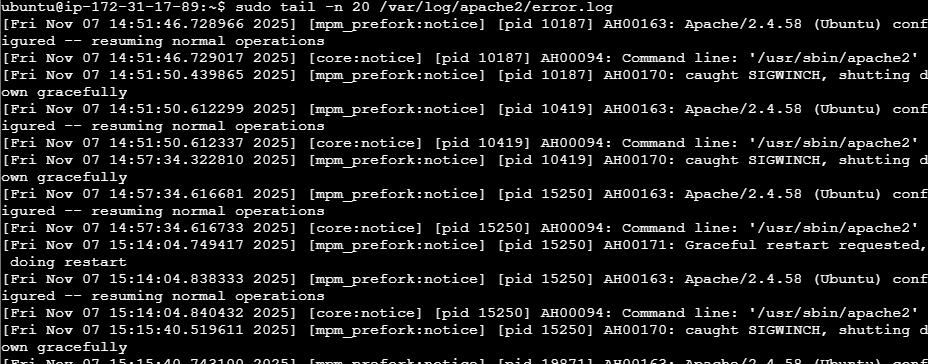 ubuntu@ip-172-31-17-89:~$ sudo tail -n 20 /var/log/apache2/error.log
[Fri Nov 07 14:51:46.728966 2025] [mpm_prefork:notice] [pid 10187] AH00163: Apache/2.4.58 (Ubuntu) conf
igured -- resuming normal operations
[Fri Nov 07 14:51:46.729017 2025] [core:notice] [pid 10187] AH00094: Command line: '/usr/sbin/apache2'
[Fri Nov 07 14:51:50.439865 2025] [mpm_prefork:notice] [pid 10187] AH00170: caught SIGWINCH, shutting d
own gracefully
[Fri Nov 07 14:51:50.612299 2025] [mpm_prefork:notice] [pid 10419] AH00163: Apache/2.4.58 (Ubuntu) conf
igured -- resuming normal operations
[Fri Nov 07 14:51:50.612337 2025] [core:notice] [pid 10419] AH00094: Command line: '/usr/sbin/apache2'
[Fri Nov 07 14:57:34.322810 2025] [mpm_prefork:notice] [pid 10419] AH00170: caught SIGWINCH, shutting d
own gracefully
[Fri Nov 07 14:57:34.616681 2025] [mpm_prefork:notice] [pid 15250] AH00163: Apache/2.4.58 (Ubuntu) conf
igured -- resuming normal operations
[Fri Nov 07 14:57:34.616733 2025] [core:notice] [pid 15250] AH00094: Command line: '/usr/sbin/apache2'
[Fri Nov 07 15:14:04.749417 2025] [mpm_prefork:notice] [pid 15250] AH00171: Graceful restart requested,
 doing restart
[Fri Nov 07 15:14:04.838333 2025] [mpm_prefork:notice] [pid 15250] AH00163: Apache/2.4.58 (Ubuntu) conf
igured -- resuming normal operations
[Fri Nov 07 15:14:04.840432 2025] [core:notice] [pid 15250] AH00094: Command line: '/usr/sbin/apache2'
[Fri Nov 07 15:15:40.519611 2025] [mpm_prefork:notice] [pid 15250] AH00170: caught SIGWINCH, shutting d
own gracefully
[Fri Nov 07 15:15:40.743100 2025] [mpm_prefork:notice] [pid 19871] AH00163: Apache/2.4.58 (Ubuntu) conf